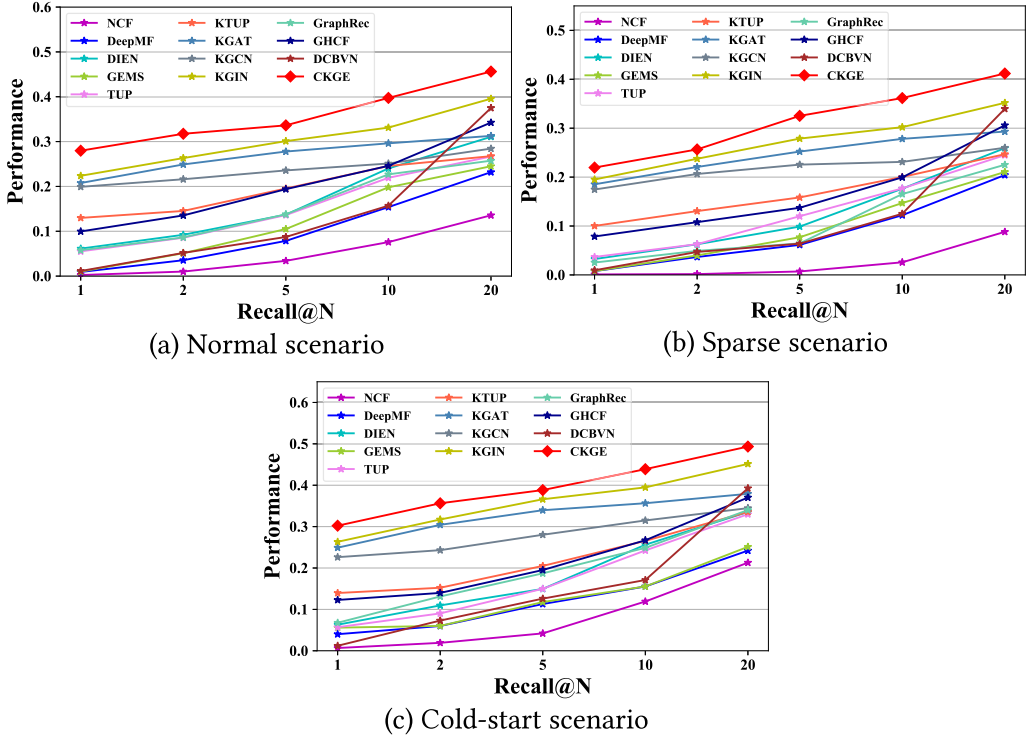 0.6
0.5
0.4
0.3
0.2
0.1
0.0
Performance
NCF KTUP GraphRec
DeepMF KGAT GHCF
DIEN KGCN DCBVN
GEMS KGIN CKGE
TUP
1 2 5 10 20
Recall@N
(a) Normal scenario
0.5
0.4
0.3
0.2
0.1
0.0
Performance
NCF KTUP GraphRec
DeepMF KGAT GHCF
DIEN KGCN DCBVN
GEMS KGIN CKGE
TUP
1 2 5 10 20
Recall@N
(b) Sparse scenario
0.6
0.5
0.4
0.3
0.2
0.1
0.0
Performance
NCF KTUP GraphRec
DeepMF KGAT GHCF
DIEN KGCN DCBVN
GEMS KGIN CKGE
TUP
1 2 5 10 20
Recall@N
(c) Cold-start scenario